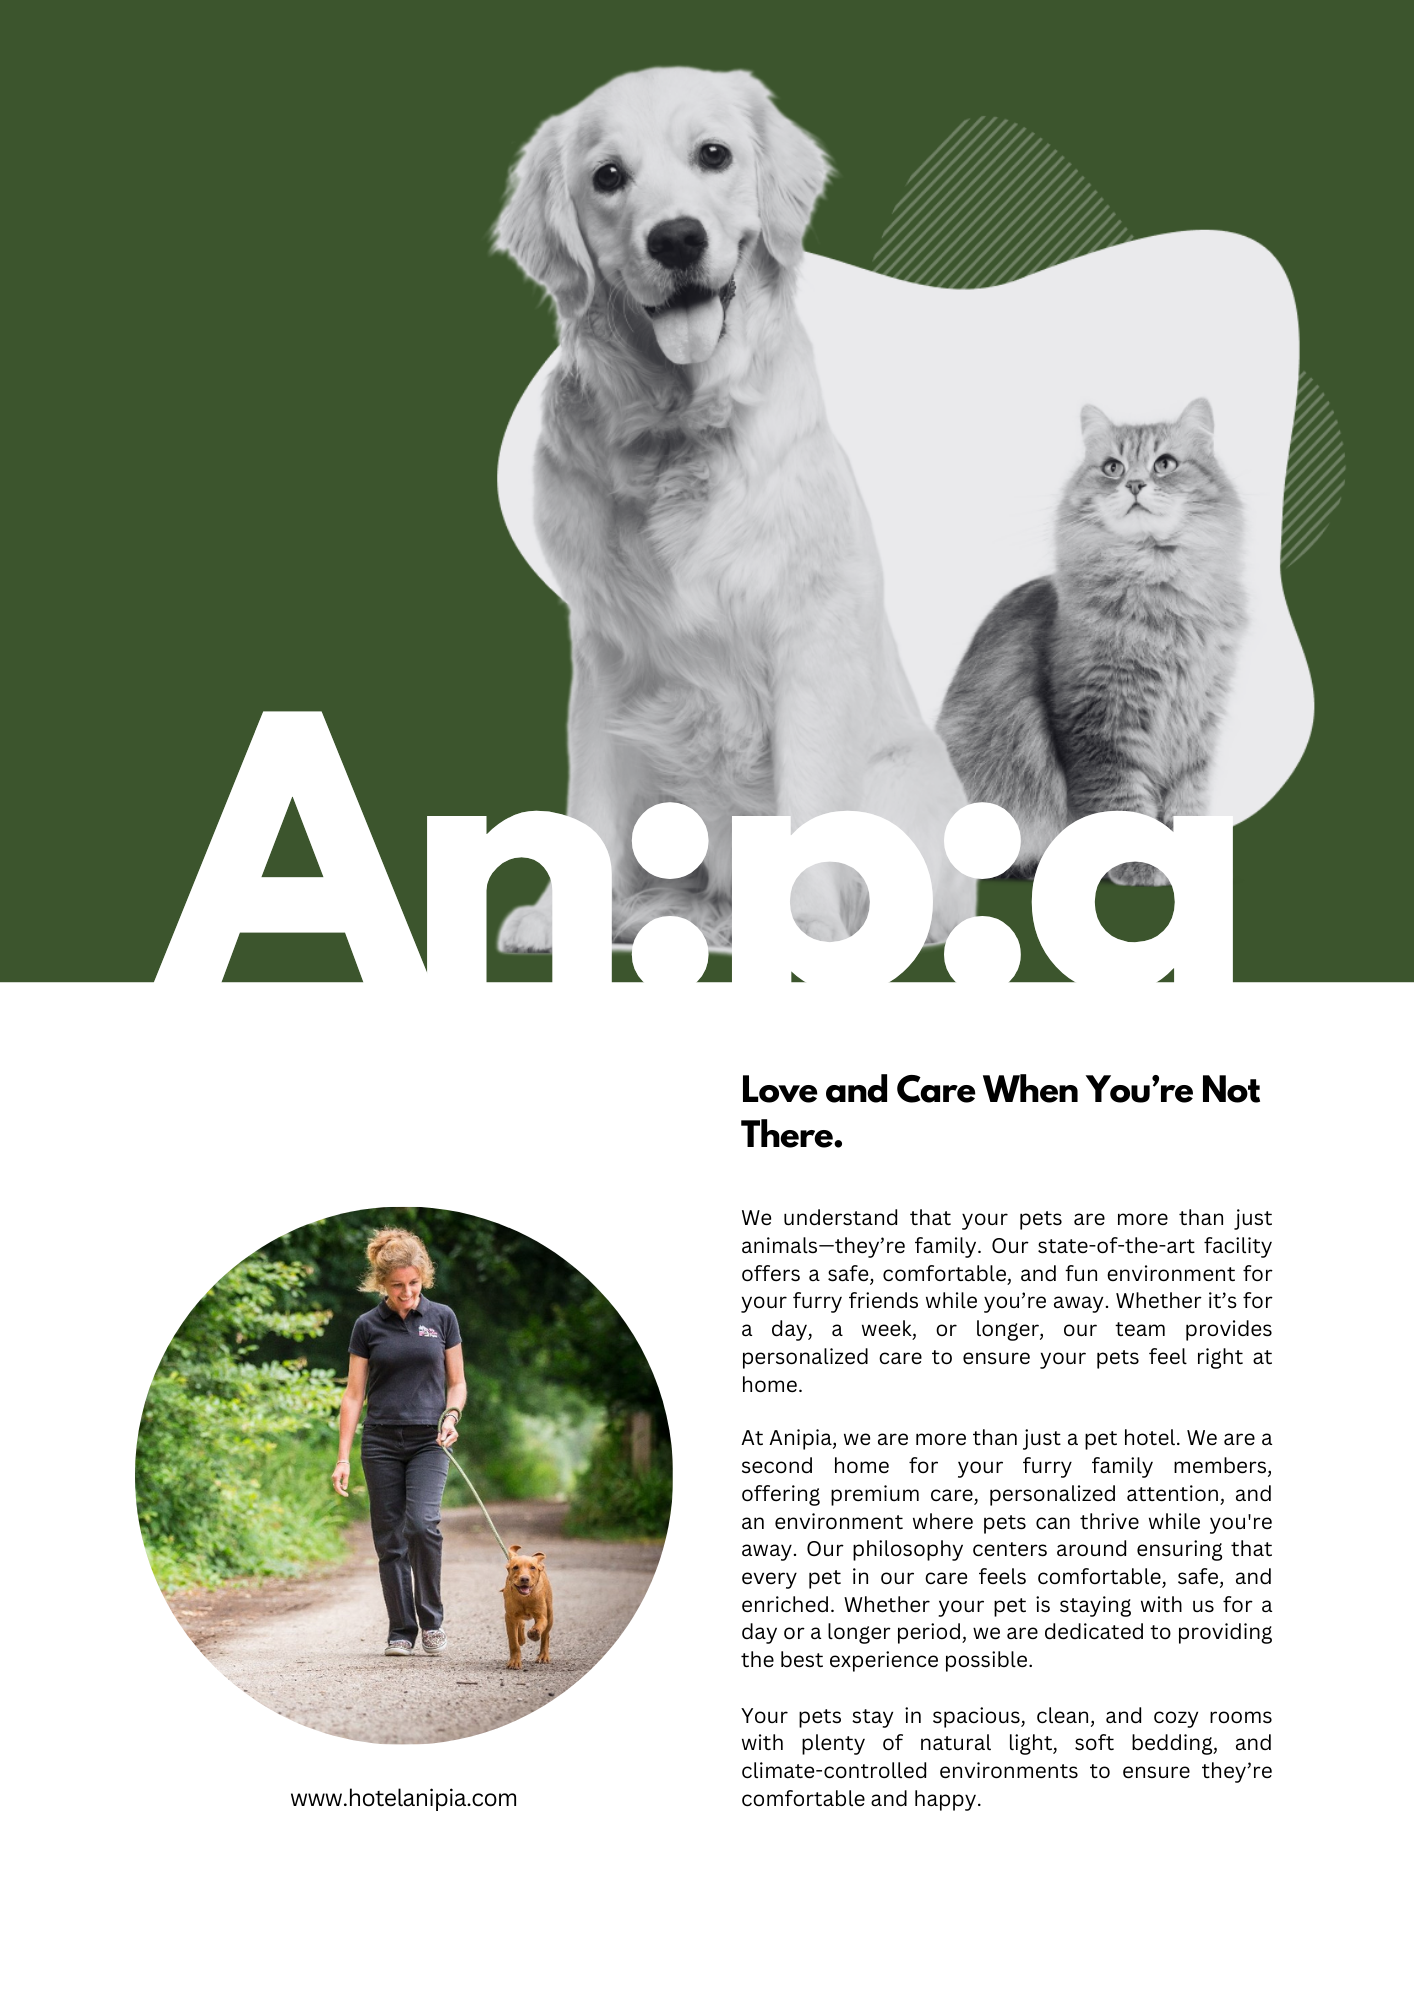 An:p:a
Love and Care When You’re Not
There.
We understand that your pets are more than just
animals—they’re family. Our state-of-the-art facility
offers a safe, comfortable, and fun environment for
your furry friends while you’re away. Whether it’s for
a day, a week, or longer, our team provides
personalized care to ensure your pets feel right at
home.
At Anipia, we are more than just a pet hotel. We are a
second home for your furry family members,
offering premium care, personalized attention, and
an environment where pets can thrive while you're
away. Our philosophy centers around ensuring that
every pet in our care feels comfortable, safe, and
enriched. Whether your pet is staying with us for a
day or a longer period, we are dedicated to providing
the best experience possible.
Your pets stay in spacious, clean, and cozy rooms
with plenty of natural light, soft bedding, and
climate-controlled environments to ensure they’re
comfortable and happy.
www.hotelanipia.com